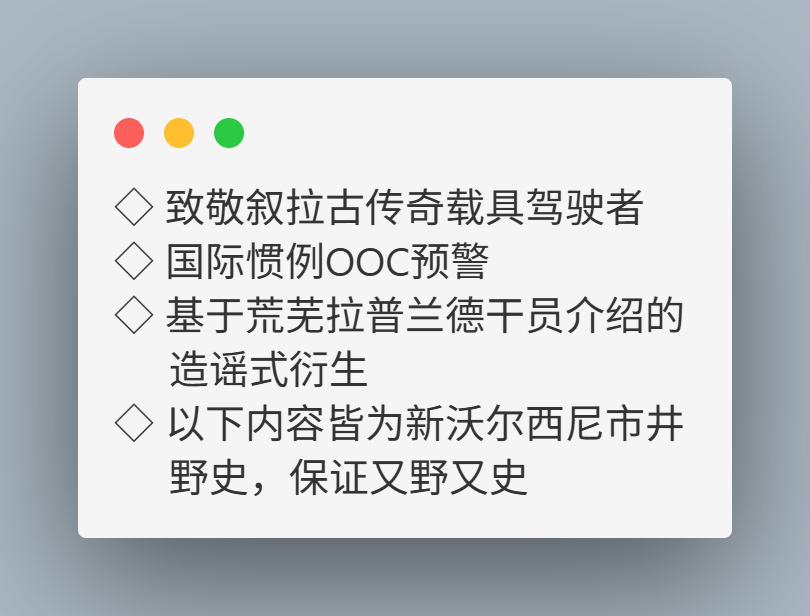 ◇ 致敬叙拉古传奇载具驾驶者
◇ 国际惯例OOC预警
◇ 基于荒芜拉普兰德干员介绍的
造谣式衍生
◇ 以下内容皆为新沃尔西尼市井
野史，保证又野又史